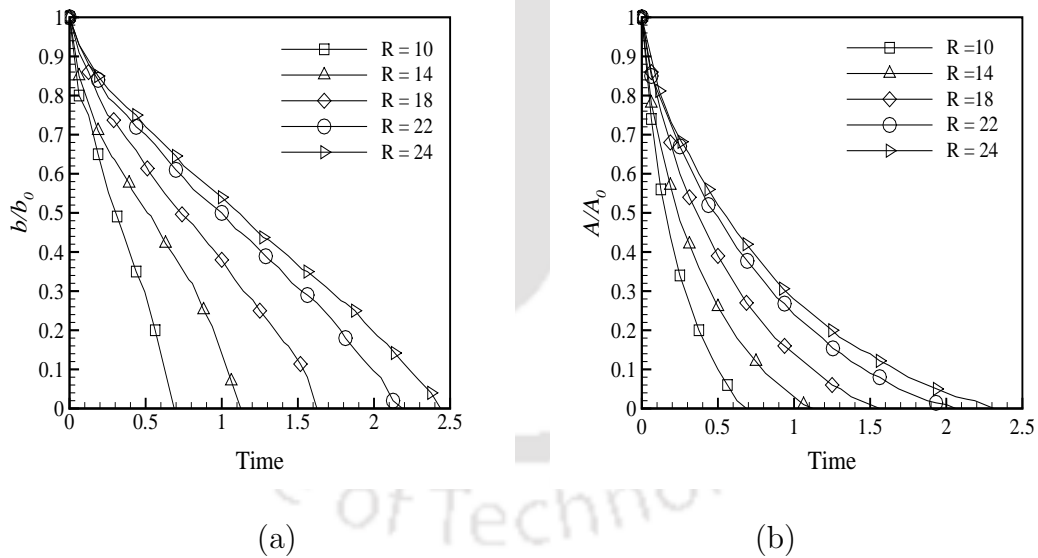 1
0.9
0.8
0.7
0.6
0.5
0.4
0.3
0.2
0.1
0
b/b0
0 0.5 1 1.5 2 2.5
Time
R = 10
R = 14
R = 18
R = 22
R = 24
(a)
1
0.9
0.8
0.7
0.6
0.5
0.4
0.3
0.2
0.1
0
A/A0
0 0.5 1 1.5 2 2.5
Time
R =10
R =14
R =18
R = 22
R = 24
(b)
of Techno